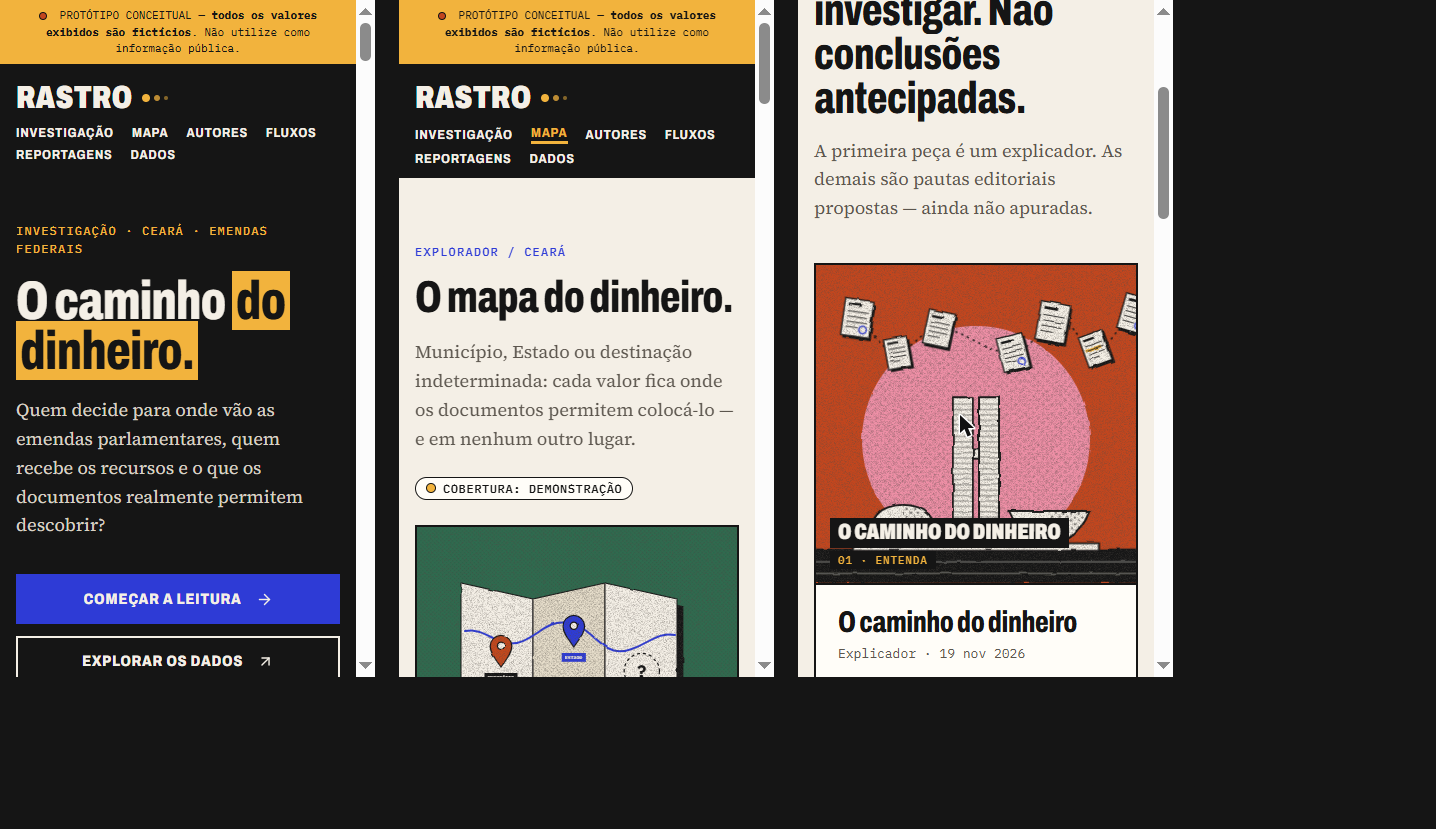 PROTÓTIPO CONCEITUAL — todos os valores
exibidos são fictícios. Não utilize como
informação pública.
RASTRO
INVESTIGAÇÃO MAPA AUTORES FLUXOS
REPORTAGENS DADOS
INVESTIGAÇÃO · CEARÁ · EMENDAS
FEDERAIS
O caminho do
dinheiro.
Quem decide para onde vão as
emendas parlamentares, quem
recebe os recursos e o que os
documentos realmente permitem
descobrir?
COMEÇAR A LEITURA
EXPLORAR OS DADOS
PROTÓTIPO CONCEITUAL — todos os valores
exibidos são fictícios. Não utilize como
informação pública.
RASTRO
INVESTIGAÇÃO MAPA AUTORES FLUXOS
REPORTAGENS DADOS
EXPLORADOR / CEARÁ
O mapa do dinheiro.
Município, Estado ou destinação
indeterminada: cada valor fica onde
os documentos permitem colocá-lo —
e em nenhum outro lugar.
COBERTURA: DEMONSTRAÇÃO
ESTADO
?
investigar. Não
conclusões
antecipadas.
A primeira peça é um explicador. As
demais são pautas editoriais
propostas — ainda não apuradas.
O CAMINHO DO DINHEIRO
01 · ENTENDA
O caminho do dinheiro
Explicador · 19 nov 2026